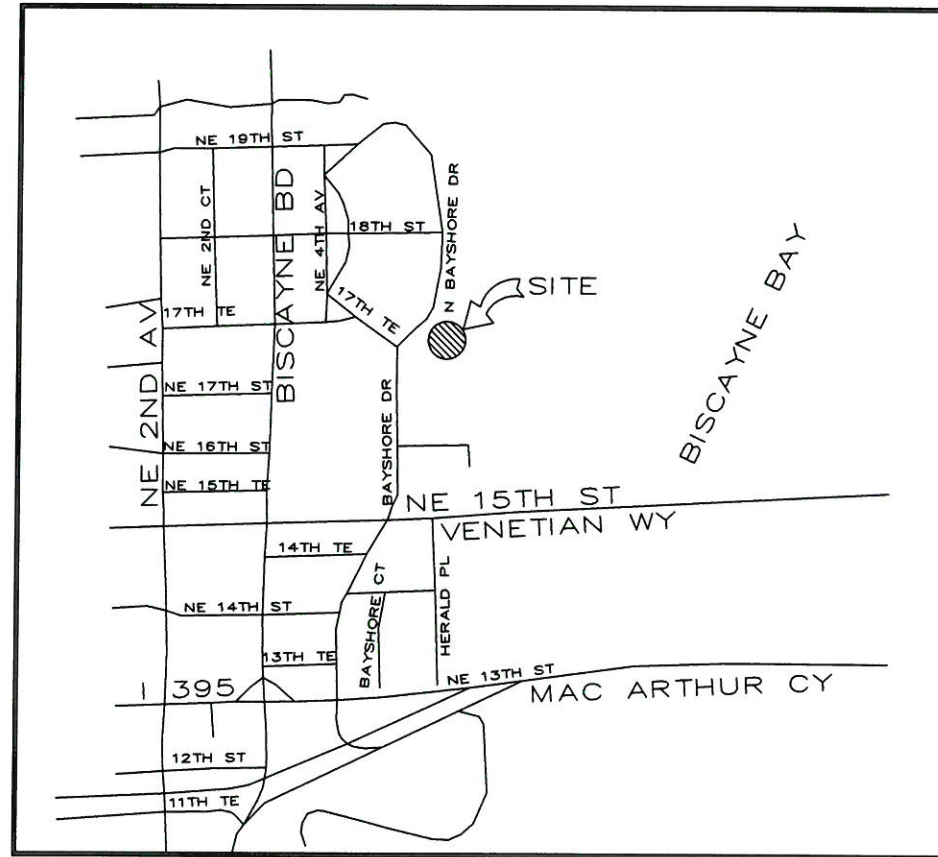 NE 19TH ST
NE 2ND CT
BISCAYNE BD
NE 4TH AV
18TH ST
N BAYSHORE DR
SITE
17TH TE
17TH TE
NE 2ND AV
BISCAYNE BAY
NE 17TH ST
BAYSHORE DR
NE 16TH ST
NE 15TH TE
NE 15TH ST
VENETIAN WY
14TH TE
BAYSHORE CT
HERALD PL
NE 14TH ST
13TH TE
NE 13TH ST
I 395
MAC ARTHUR CY
12TH ST
11TH TE